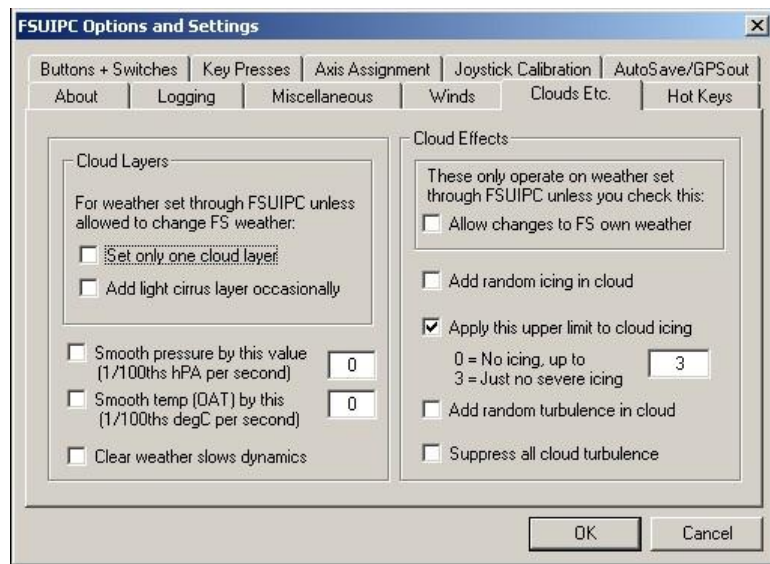 FSUIPC Options and Settings
Buttons + Switches
Key Presses
Axis Assignment
Joystick Calibration
AutoSave/GPSout
About
Logging
Miscellaneous
Winds
Clouds Etc.
Hot Keys
Cloud Layers
For weather set through FSUIPC unless
allowed to change FS weather:
Set only one cloud layer
Add light cirrus layer occasionally
Smooth pressure by this value
(1/100ths hPA per second)
0
Smooth temp (OAT) by this
(1/100ths degC per second)
0
Clear weather slows dynamics
Cloud Effects
These only operate on weather set
through FSUIPC unless you check this:
Allow changes to FS own weather
Add random icing in cloud
Apply this upper limit to cloud icing
0 = No icing, up to
3 = Just no severe icing
3
Add random turbulence in cloud
Suppress all cloud turbulence
OK
Cancel